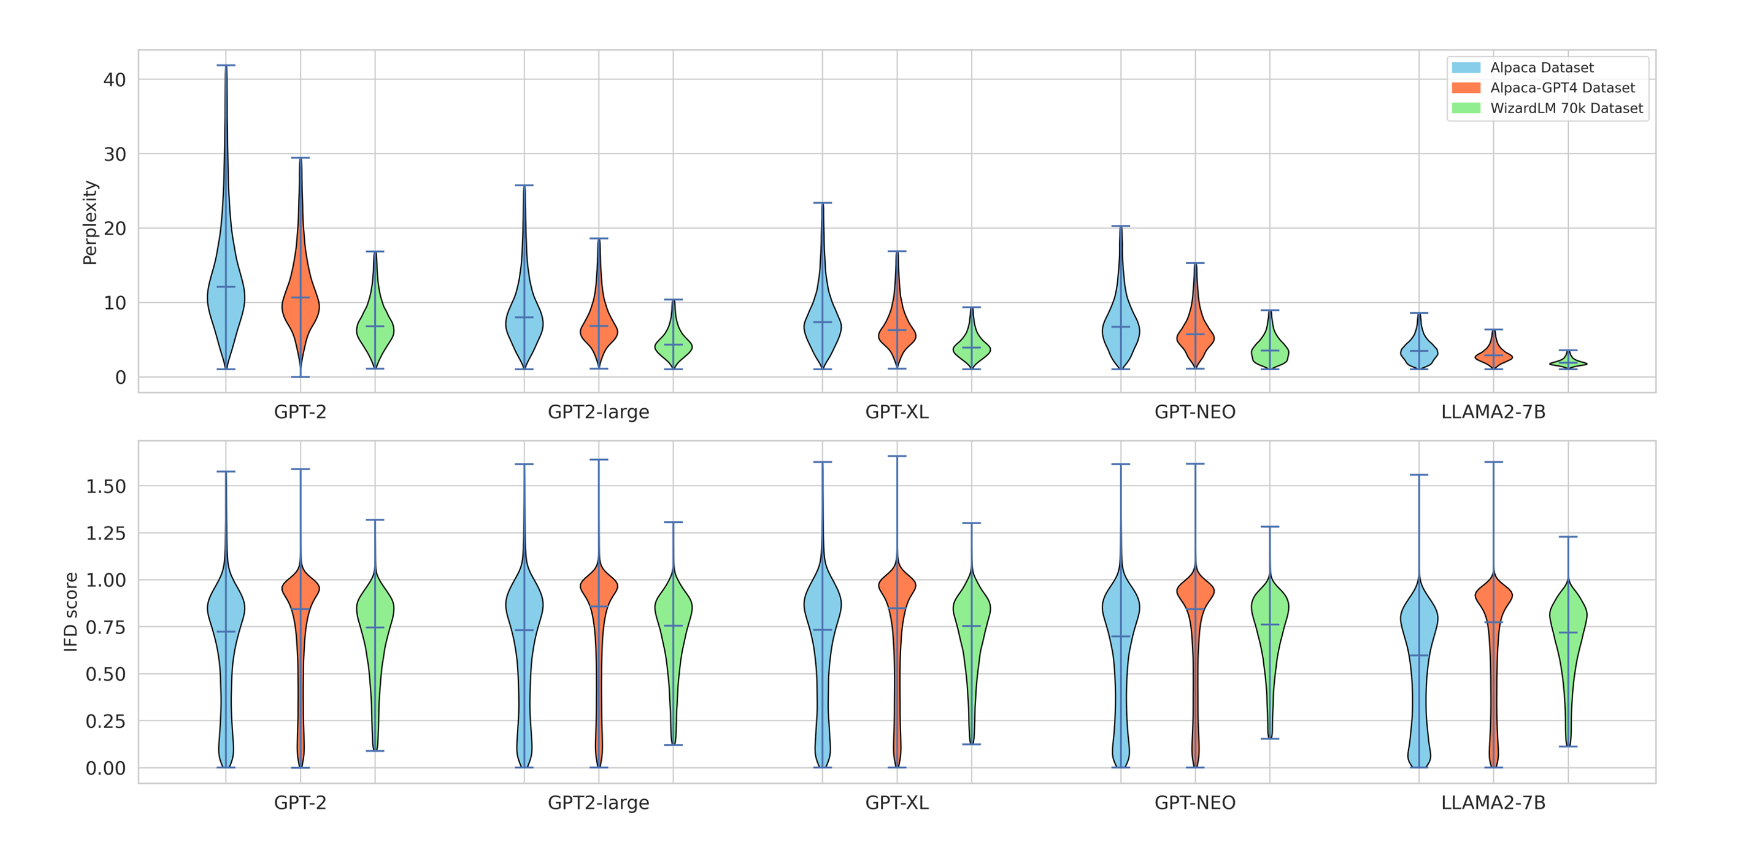 40
30
20
10
0
Perplexity
Alpaca Dataset
Alpaca-GPT4 Dataset
WizardLM 70k Dataset
GPT-2 GPT2-large GPT-XL GPT-NEO LLAMA2-7B
1.50
1.25
1.00
0.75
0.50
0.25
0.00
IFD score
GPT-2 GPT2-large GPT-XL GPT-NEO LLAMA2-7B